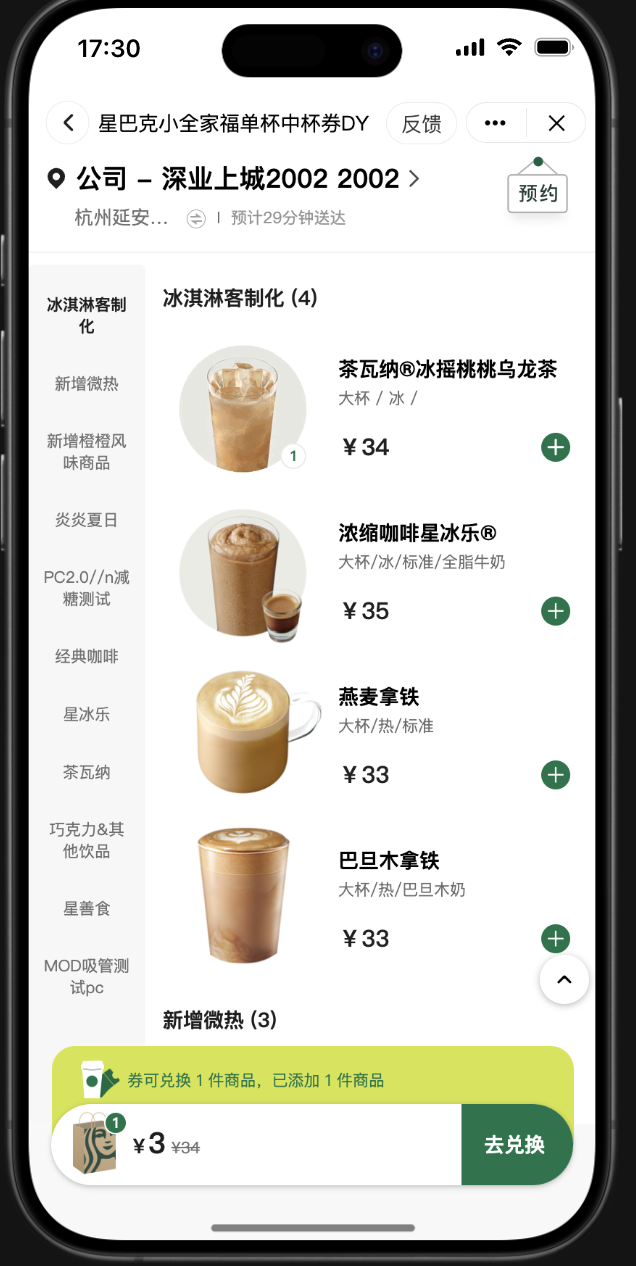 17:30
星巴克小全家福单杯中杯券DY
反馈
公司 – 深业上城2002 2002
预约
杭州延安... 预计29分钟送达
冰淇淋客制
化
新增微热
新增橙橙风
味商品
炎炎夏日
PC2.0//n减
糖测试
经典咖啡
星冰乐
茶瓦纳
巧克力&其
他饮品
星善食
MOD吸管测
试pc
冰淇淋客制化 (4)
茶瓦纳®冰摇桃桃乌龙茶
大杯 / 冰 /
¥34
1
浓缩咖啡星冰乐®
大杯/冰/标准/全脂牛奶
¥35
燕麦拿铁
大杯/热/标准
¥33
巴旦木拿铁
大杯/热/巴旦木奶
¥33
新增微热 (3)
券可兑换 1 件商品，已添加 1 件商品
1
¥3 ¥34
去兑换